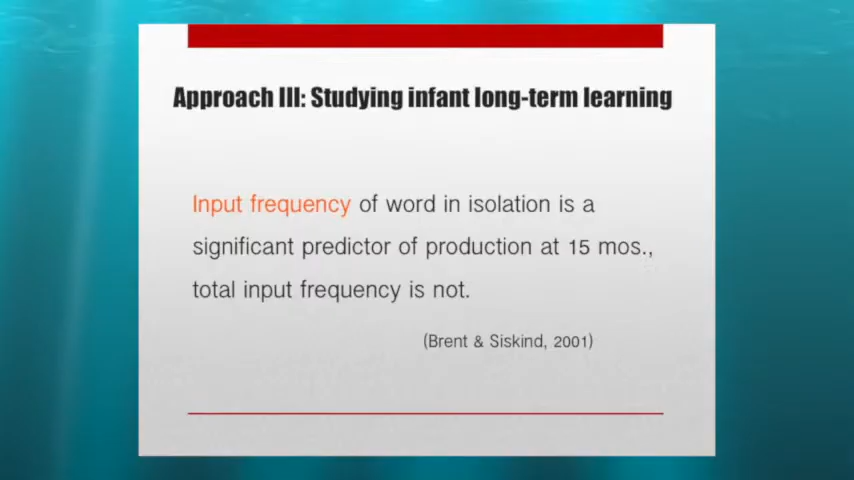 Approach III: Studying infant long-term learning
Input frequency of word in isolation is a
significant predictor of production at 15 mos.,
total input frequency is not.
(Brent & Siskind, 2001)